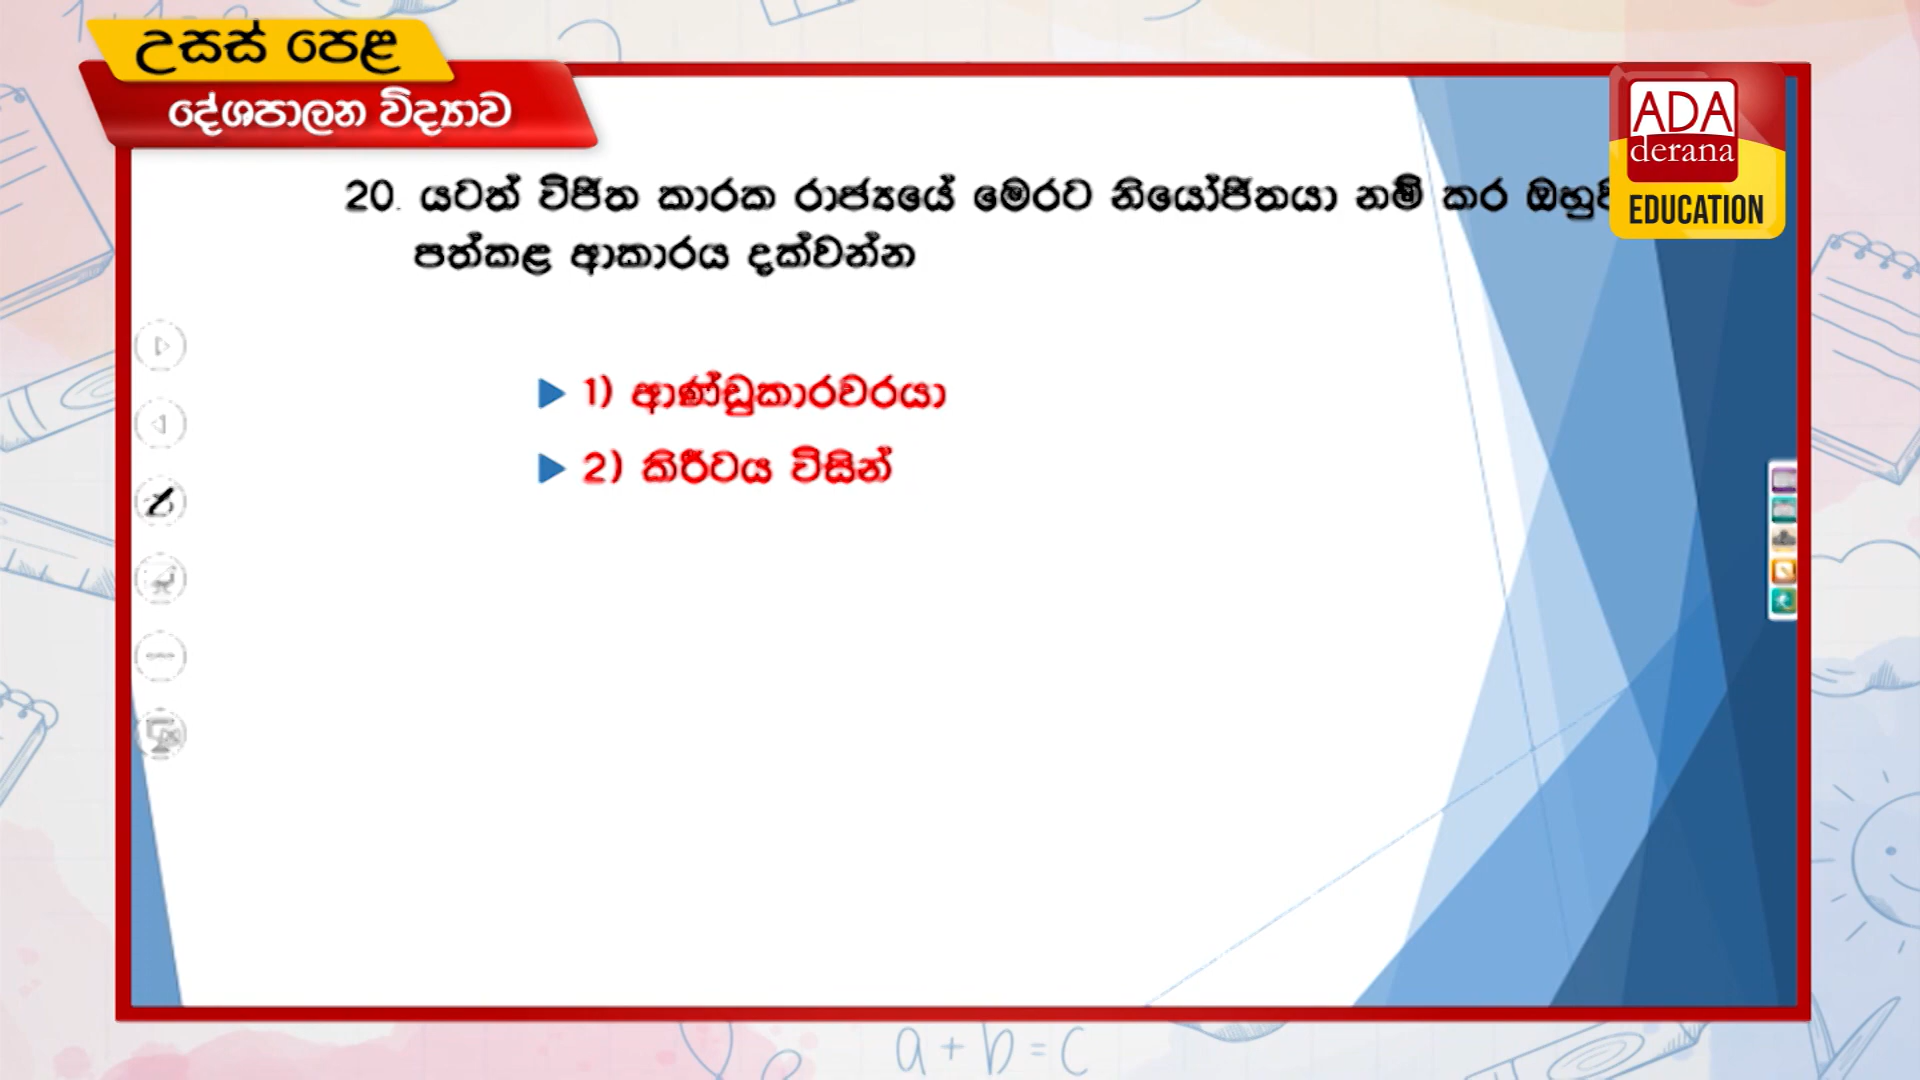 උසස් පෙළ
දේශපාලන විද්‍යාව
ADA
derana
EDUCATION
20. යටත් විජිත කාරක රාජ්‍යයේ මෙරට නියෝජිතයා නම් කර
පත්කළ ආකාරය දක්වන්න
1) ආණ්ඩුකාරවරයා
2) කිරීටය විසින්
a + b = c